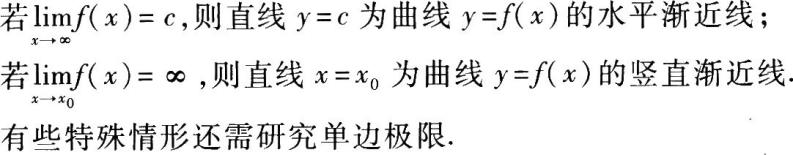 若lim f(x)=c,则直线 y=c 为曲线 y=f(x)的水平渐近线;
x→∞
若lim f(x)=∞,则直线 x=x₀ 为曲线 y=f(x)的竖直渐近线.
x→x₀
有些特殊情形还需研究单边极限.